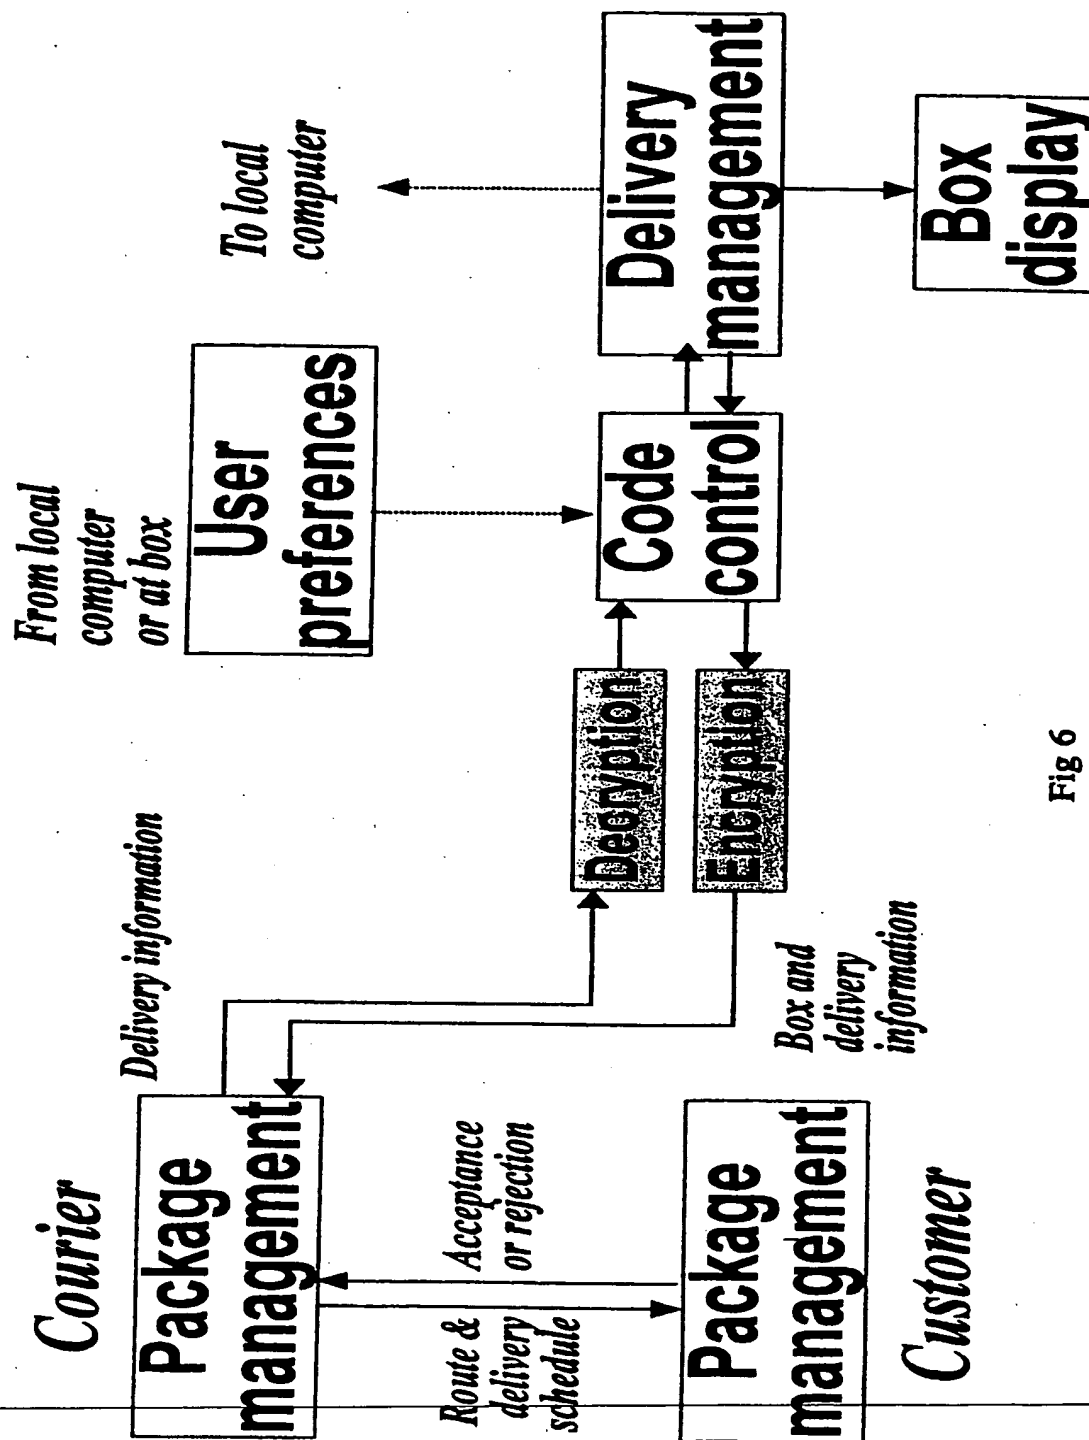 Courier
Package
management
Delivery information
From local
computer
or at box
User
preferences
To local
computer
Route &
delivery
schedule
Acceptance
or rejection
Decryption
Encryption
Code
control
Delivery
management
Package
management
Customer
Box and
delivery
information
Box
display
Fig 6